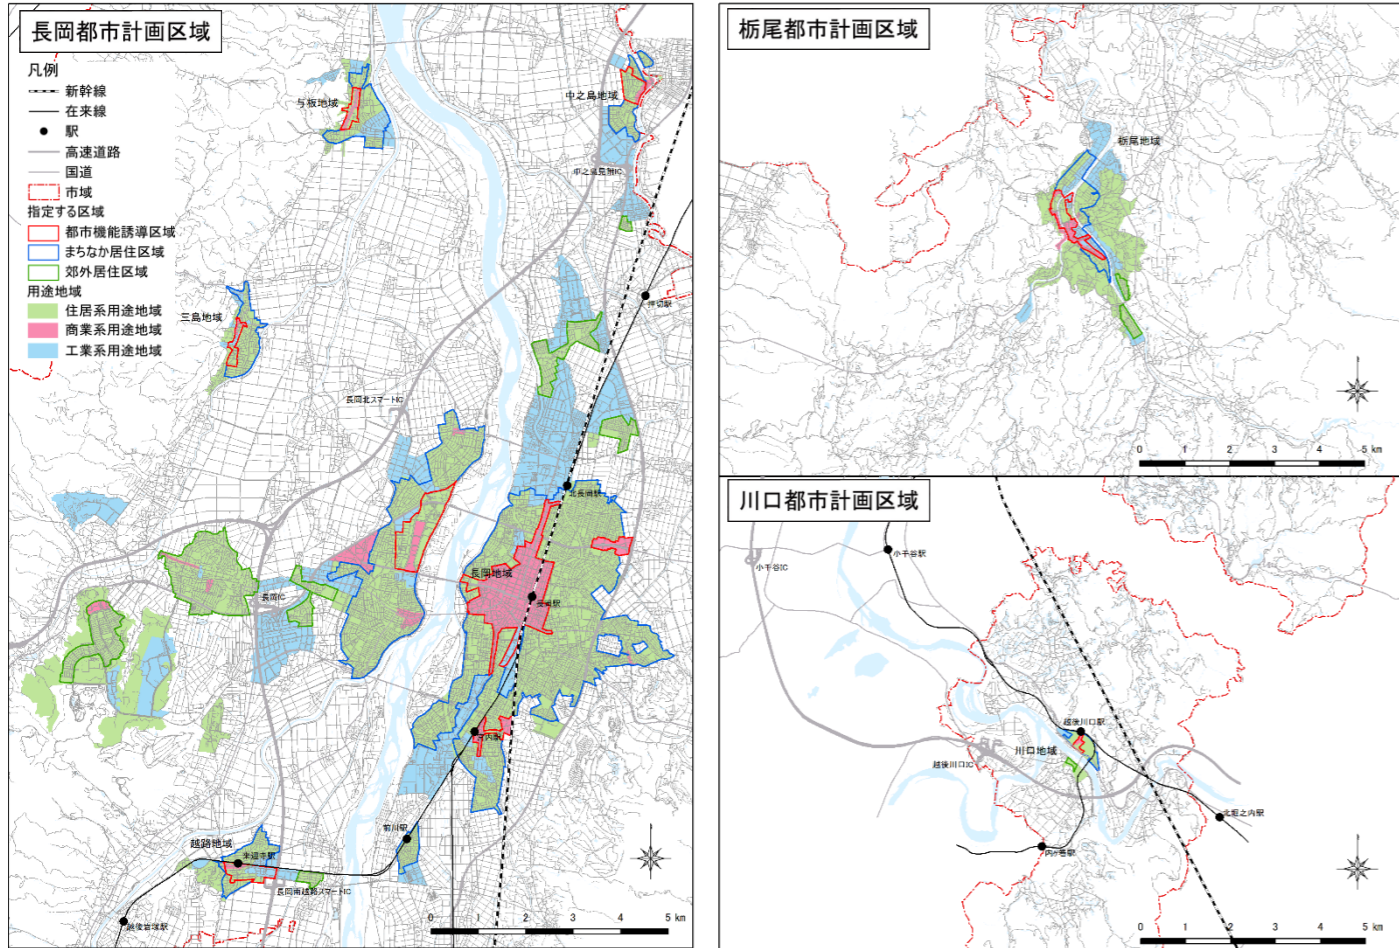 長岡都市計画区域
凡例
新幹線
在来線
駅
高速道路
国道
市域
指定する区域
都市機能誘導区域
まちなか居住区域
郊外居住区域
用途地域
住居系用途地域
商業系用途地域
工業系用途地域
与板地域
中之島地域
中之島見附IC
押切駅
三島地域
長岡北スマートIC
北長岡駅
長岡地域
長岡駅
長岡IC
宮内駅
前川駅
越路地域
来迎寺駅
長岡南越路スマートIC
越後岩塚駅
0 1 2 3 4 5 km
栃尾都市計画区域
栃尾地域
0 1 2 3 4 5 km
川口都市計画区域
小千谷駅
小千谷IC
越後川口駅
川口地域
越後川口IC
北堀之内駅
内ヶ巻駅
0 1 2 3 4 5 km